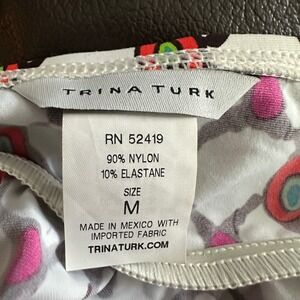 TRINA TURK
RN 52419
90% NYLON
10% ELASTANE
SIZE
M
MADE IN MEXICO WITH
IMPORTED FABRIC
TRINATURK.COM